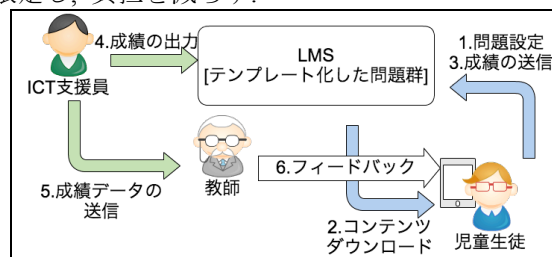 4.成績の出力
LMS
[テンプレート化した問題群]
1.問題設定
3.成績の送信
ICT支援員
6.フィードバック
教師
5.成績データの
送信
2.コンテンツ
ダウンロード
児童生徒